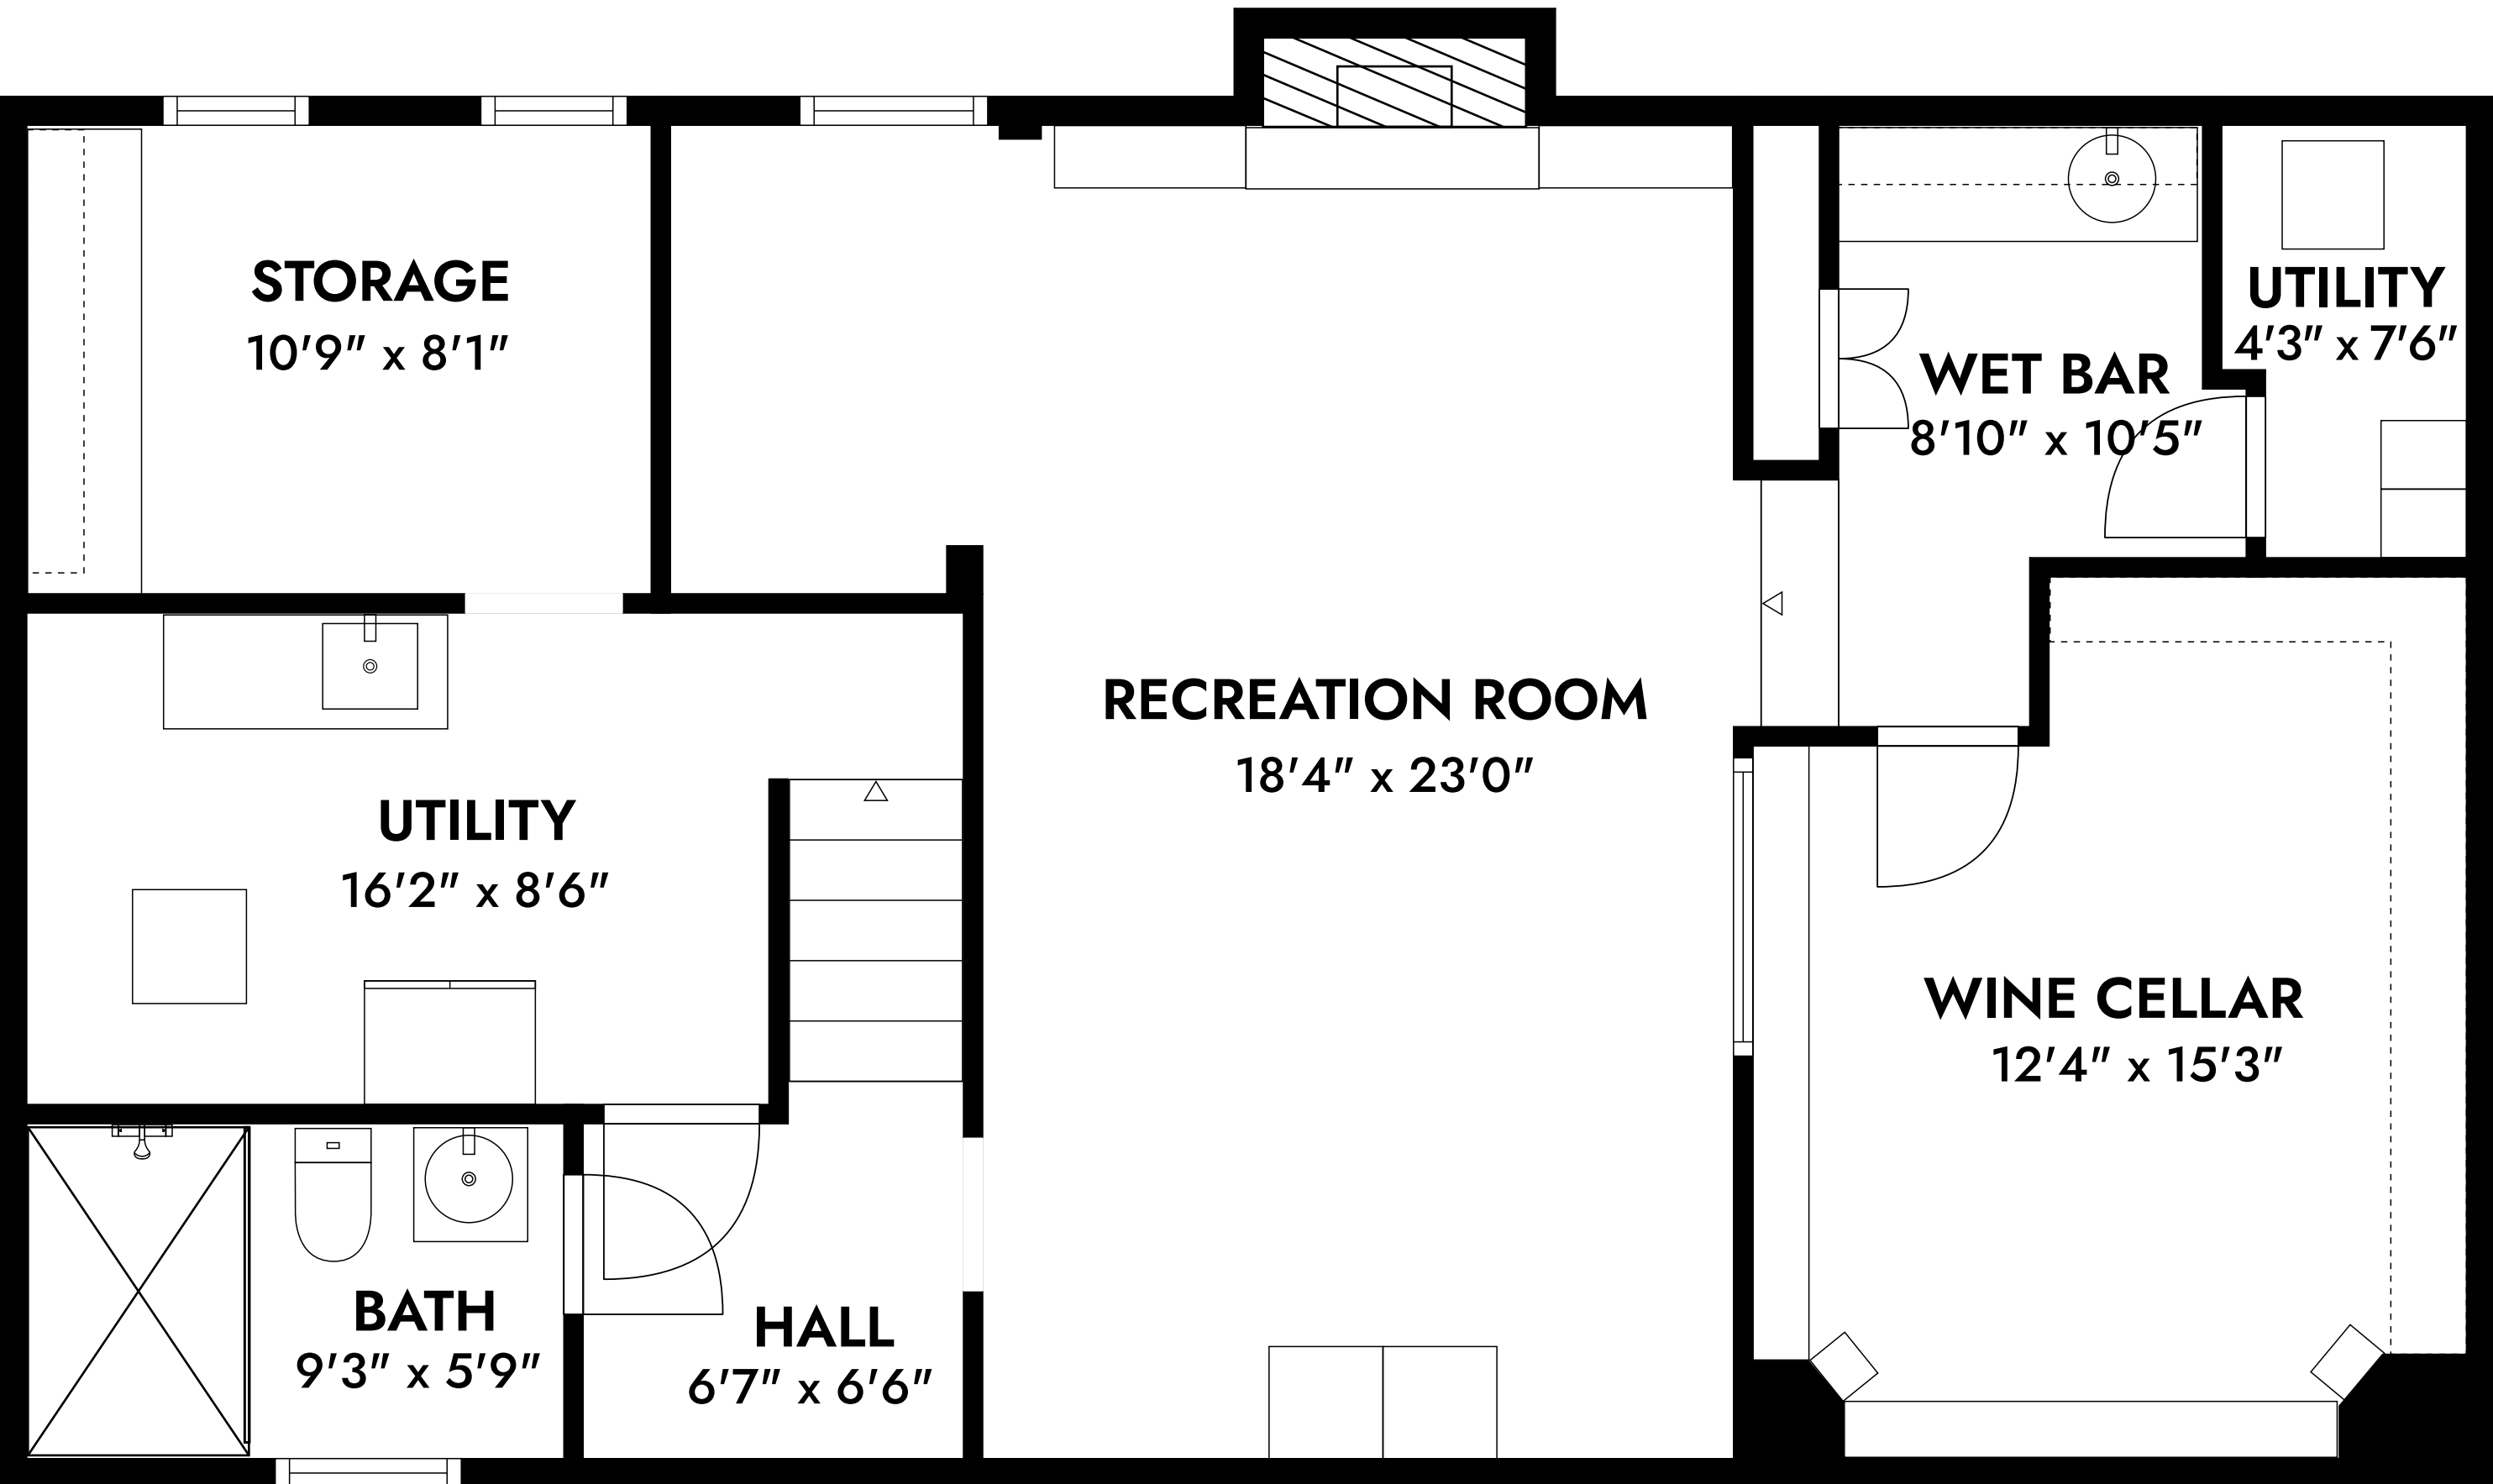 STORAGE
10'9" x 8'1"
UTILITY
4'3" x 7'6"
WET BAR
8'10" x 10'5"
RECREATION ROOM
18'4" x 23'0"
UTILITY
16'2" x 8'6"
WINE CELLAR
12'4" x 15'3"
BATH
9'3" x 5'9"
HALL
6'7" x 6'6"